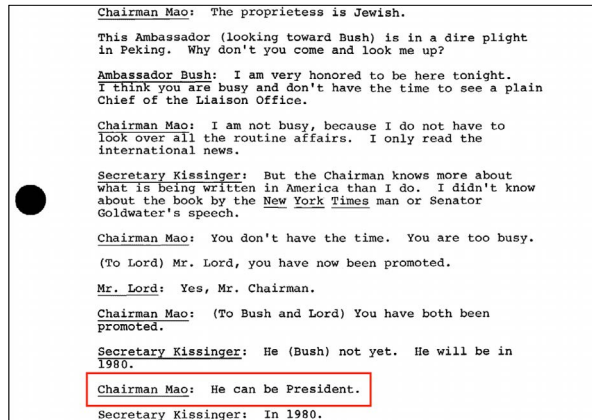 Chairman Mao: The proprietess is Jewish.
This Ambassador (looking toward Bush) is in a dire plight
in Peking. Why don't you come and look me up?
Ambassador Bush: I am very honored to be here tonight.
I think you are busy and don't have the time to see a plain
Chief of the Liaison Office.
Chairman Mao: I am not busy, because I do not have to
look over all the routine affairs. I only read the
international news.
Secretary Kissinger: But the Chairman knows more about
what is being written in America than I do. I didn't know
about the book by the New York Times man or Senator
Goldwater's speech.
Chairman Mao: You don't have the time. You are too busy.
(To Lord) Mr. Lord, you have now been promoted.
Mr. Lord: Yes, Mr. Chairman.
Chairman Mao: (To Bush and Lord) You have both been
promoted.
Secretary Kissinger: He (Bush) not yet. He will be in
1980.
Chairman Mao: He can be President.
Secretary Kissinger: In 1980.